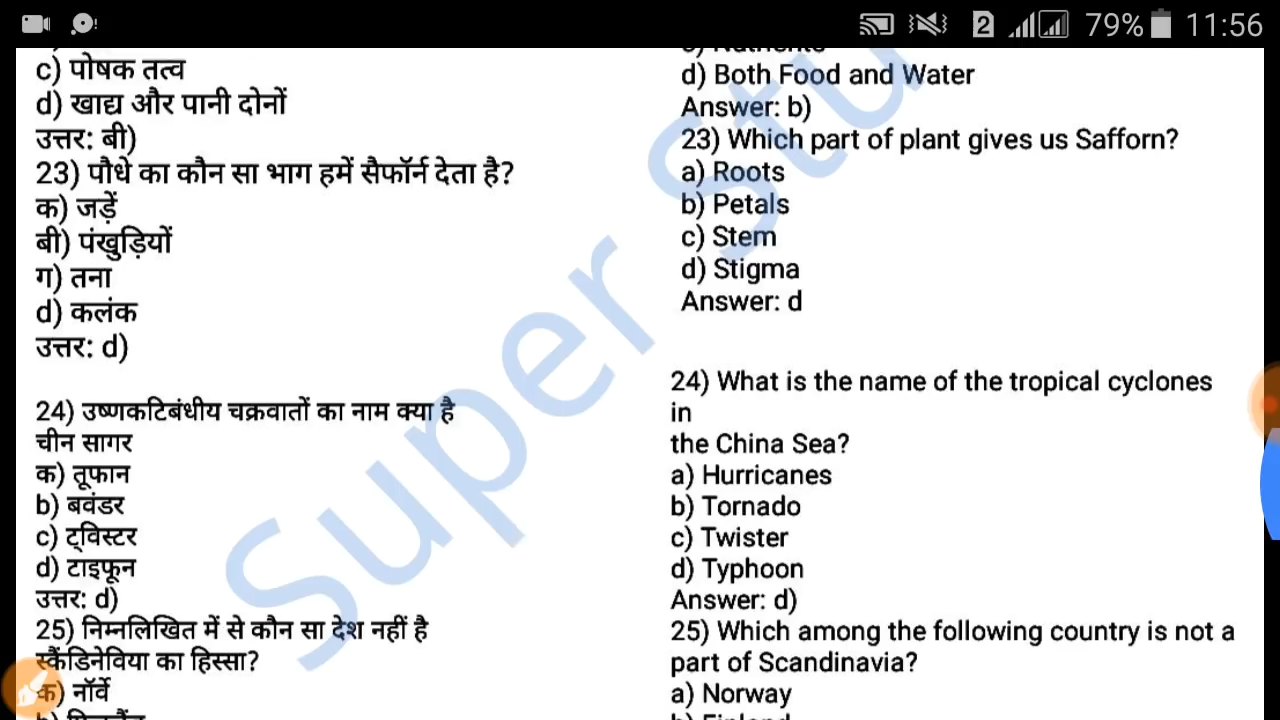 2 79% 11:56
c) पोषक तत्व
d) खाद्य और पानी दोनों
उत्तर: बी)
23) पौधे का कौन सा भाग हमें सैफॉर्न देता है?
क) जड़ें
बी) पंखुड़ियों
ग) तना
d) कलंक
उत्तर: d)
24) उष्णकटिबंधीय चक्रवातों का नाम क्या है
चीन सागर
क) तूफान
b) बवंडर
c) ट्विस्टर
d) टाइफून
उत्तर: d)
25) निम्नलिखित में से कौन सा देश नहीं है
स्कैंडिनेविया का हिस्सा?
क) नॉर्वे
d) Both Food and Water
Answer: b)
23) Which part of plant gives us Safforn?
a) Roots
b) Petals
c) Stem
d) Stigma
Answer: d
24) What is the name of the tropical cyclones
in
the China Sea?
a) Hurricanes
b) Tornado
c) Twister
d) Typhoon
Answer: d)
25) Which among the following country is not a
part of Scandinavia?
a) Norway
b) Finland
Super Stu